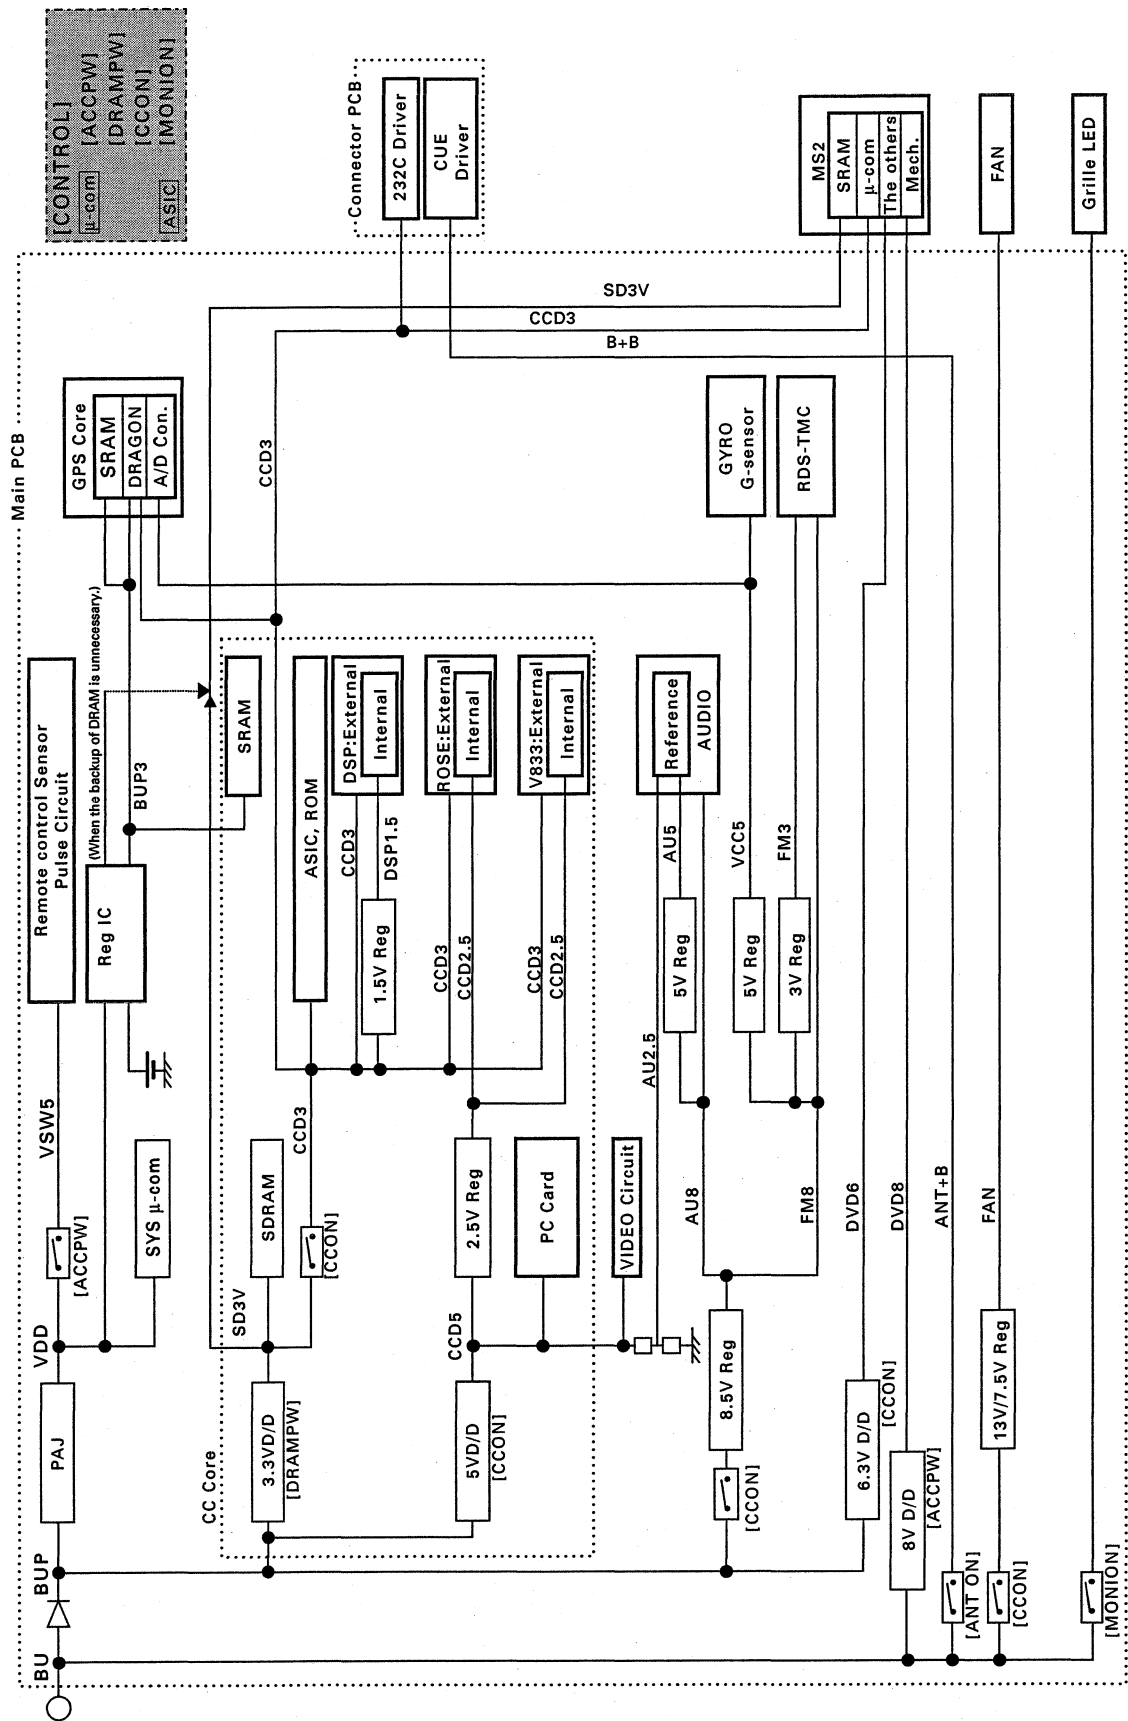 [CONTROL]
μ-com
[ACCPW]
[DRAMPW]
[CCON]
ASIC
[MONION]
Connector PCB
232C Driver
CUE
Driver
MS2
SRAM
μ-com
The others
Mech.
FAN
Grille LED
Main PCB
SD3V
CCD3
B+B
GPS Core
SRAM
DRAGON
A/D Con.
CCD3
GYRO
G-sensor
RDS-TMC
Remote control Sensor
Pulse Circuit
(When the backup of DRAM is unnecessary.)
BUP3
Reg IC
SRAM
ASIC, ROM
DSP:External
Internal
ROSE:External
Internal
V833:External
Internal
Reference
AUDIO
CCD3
DSP1.5
1.5V Reg
CCD3
CCD2.5
CCD3
CCD2.5
AU5
5V Reg
VCC5
5V Reg
FM3
3V Reg
AU2.5
VSW5
[ACCPW]
SYS μ-com
CCD3
SDRAM
[CCON]
2.5V Reg
PC Card
VIDEO Circuit
AU8
FM8
DVD6
DVD8
ANT+B
FAN
VDD
SD3V
CCD5
PAJ
3.3VD/D
[DRAMPW]
5VD/D
[CCON]
CC Core
8.5V Reg
[CCON]
6.3V D/D
[CCON]
8V D/D
[ACCPW]
13V/7.5V Reg
BUP
BU
[ANT ON]
[CCON]
[MONION]